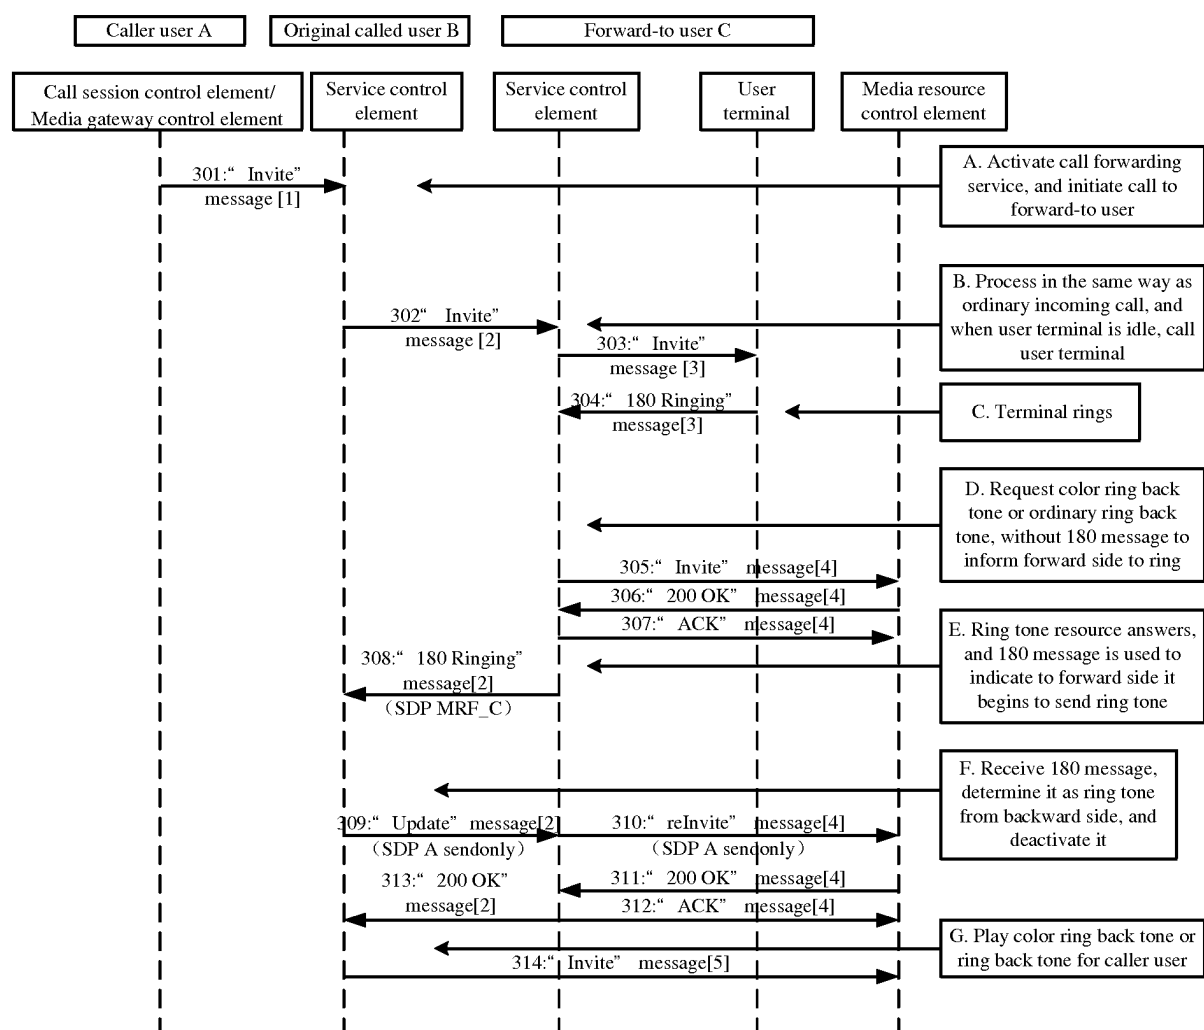 Caller user A
Original called user B
Forward-to user C
Call session control element/
Media gateway control element
Service control
element
Service control
element
User
terminal
Media resource
control element
301:“ Invite”
message [1]
A. Activate call forwarding
service, and initiate call to
forward-to user
302“ Invite”
message [2]
B. Process in the same way as
ordinary incoming call, and
when user terminal is idle, call
user terminal
303:“ Invite”
message [3]
304:“ 180 Ringing”
message[3]
C. Terminal rings
D. Request color ring back
tone or ordinary ring back
tone, without 180 message to
inform forward side to ring
305:“ Invite” message[4]
306:“ 200 OK” message[4]
307:“ ACK” message[4]
E. Ring tone resource answers,
and 180 message is used to
indicate to forward side it
begins to send ring tone
308:“ 180 Ringing”
message[2]
（SDP MRF_C）
F. Receive 180 message,
determine it as ring tone
from backward side, and
deactivate it
309:“ Update” message[2]
（SDP A sendonly）
310:“ reInvite” message[4]
（SDP A sendonly）
311:“ 200 OK” message[4]
313:“ 200 OK”
message[2]
312:“ ACK” message[4]
G. Play color ring back tone or
ring back tone for caller user
314:“ Invite” message[5]